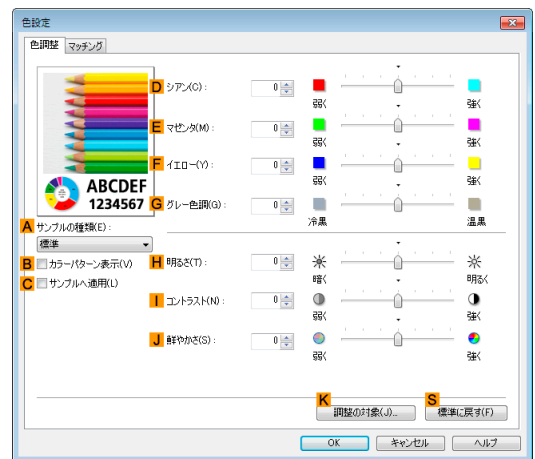 色設定
色調整 マッチング
ABCDEF
1234567
A サンプルの種類(E):
標準
B カラーパターン表示(V)
C サンプルへ適用(L)
D シアン(C): 0
弱く 強く
E マゼンタ(M): 0
弱く 強く
F イエロー(Y): 0
弱く 強く
G グレー色調(G): 0
冷黒 温黒
H 明るさ(T): 0
暗く 明るく
I コントラスト(N): 0
弱く 強く
J 鮮やかさ(S): 0
弱く 強く
K S
調整の対象(J)... 標準に戻す(F)
OK キャンセル ヘルプ